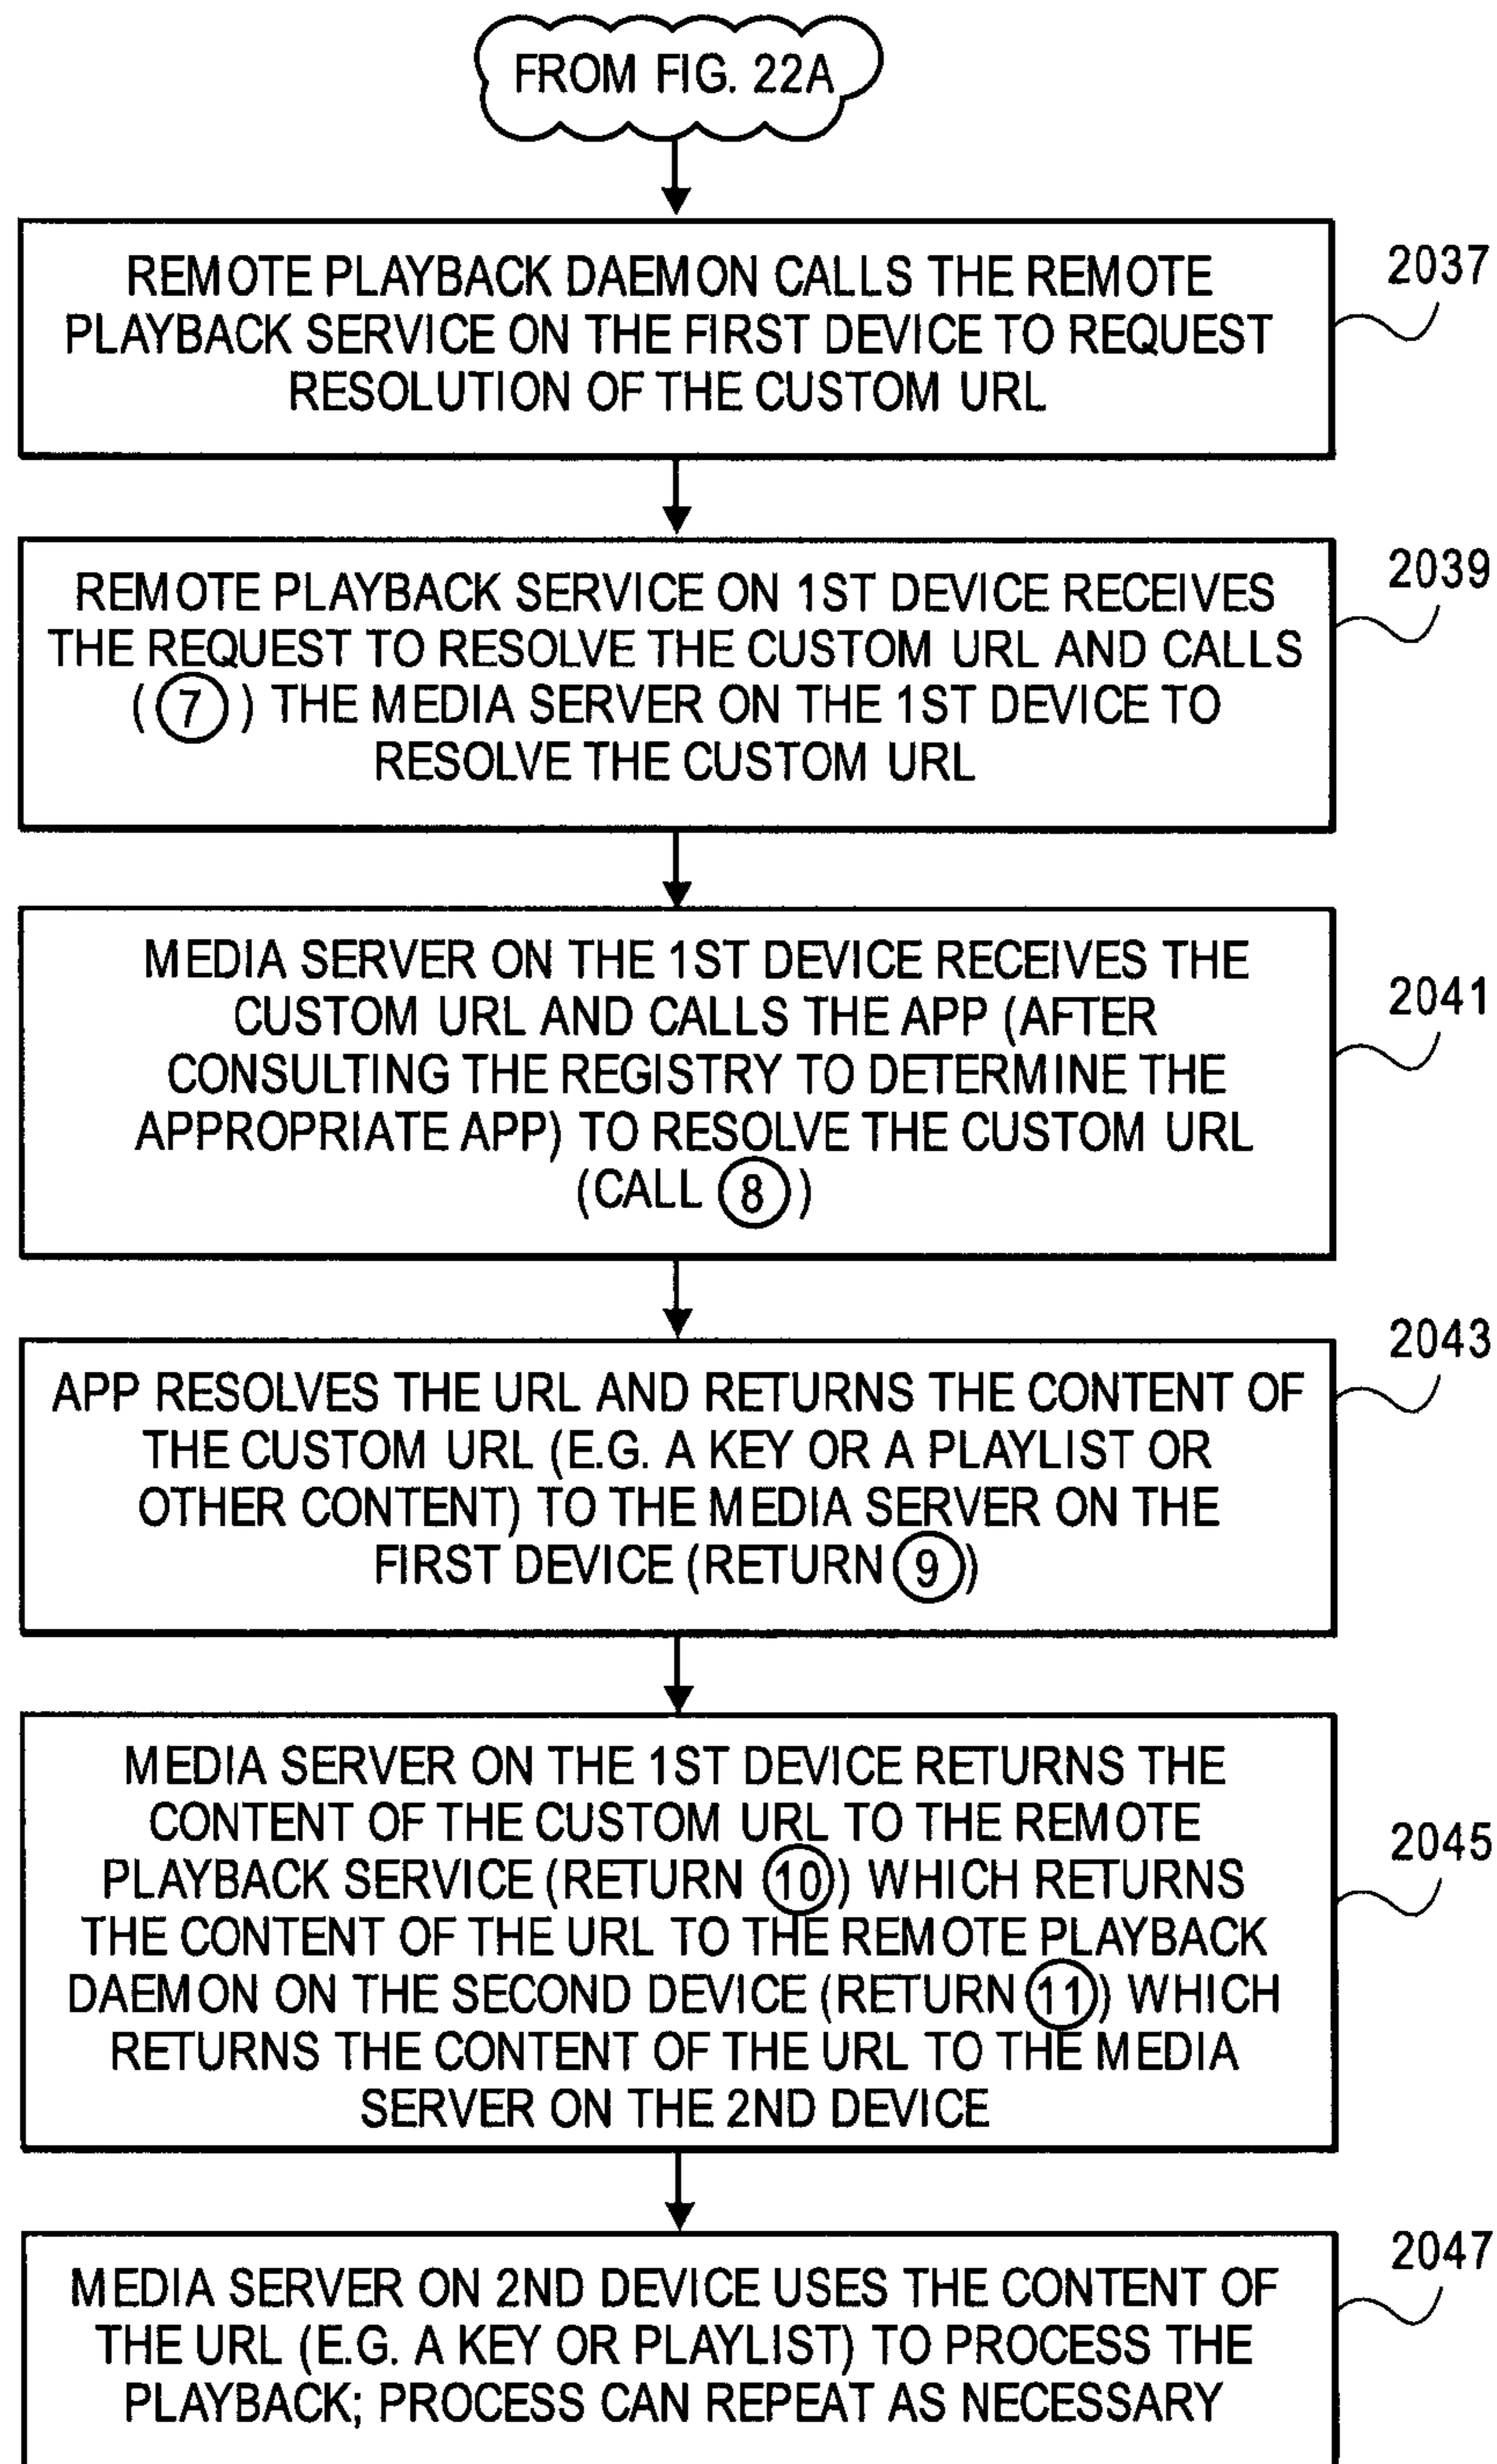 FROM FIG. 22A
REMOTE PLAYBACK DAEMON CALLS THE REMOTE
PLAYBACK SERVICE ON THE FIRST DEVICE TO REQUEST
RESOLUTION OF THE CUSTOM URL
2037
REMOTE PLAYBACK SERVICE ON 1ST DEVICE RECEIVES
THE REQUEST TO RESOLVE THE CUSTOM URL AND CALLS
(7) THE MEDIA SERVER ON THE 1ST DEVICE TO
RESOLVE THE CUSTOM URL
2039
MEDIA SERVER ON THE 1ST DEVICE RECEIVES THE
CUSTOM URL AND CALLS THE APP (AFTER
CONSULTING THE REGISTRY TO DETERMINE THE
APPROPRIATE APP) TO RESOLVE THE CUSTOM URL
(CALL 8)
2041
APP RESOLVES THE URL AND RETURNS THE CONTENT OF
THE CUSTOM URL (E.G. A KEY OR A PLAYLIST OR
OTHER CONTENT) TO THE MEDIA SERVER ON THE
FIRST DEVICE (RETURN 9)
2043
MEDIA SERVER ON THE 1ST DEVICE RETURNS THE
CONTENT OF THE CUSTOM URL TO THE REMOTE
PLAYBACK SERVICE (RETURN 10) WHICH RETURNS
THE CONTENT OF THE URL TO THE REMOTE PLAYBACK
DAEMON ON THE SECOND DEVICE (RETURN 11) WHICH
RETURNS THE CONTENT OF THE URL TO THE MEDIA
SERVER ON THE 2ND DEVICE
2045
MEDIA SERVER ON 2ND DEVICE USES THE CONTENT OF
THE URL (E.G. A KEY OR PLAYLIST) TO PROCESS THE
PLAYBACK; PROCESS CAN REPEAT AS NECESSARY
2047